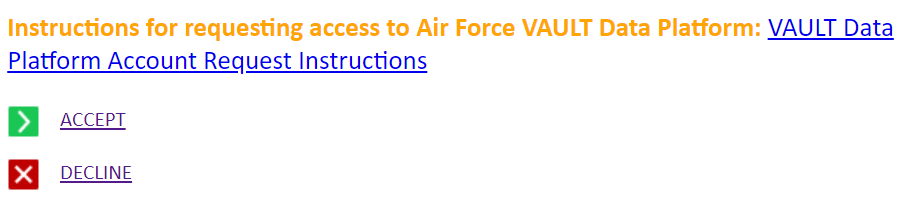 Instructions for requesting access to Air Force VAULT Data Platform: VAULT Data
Platform Account Request Instructions
ACCEPT
DECLINE